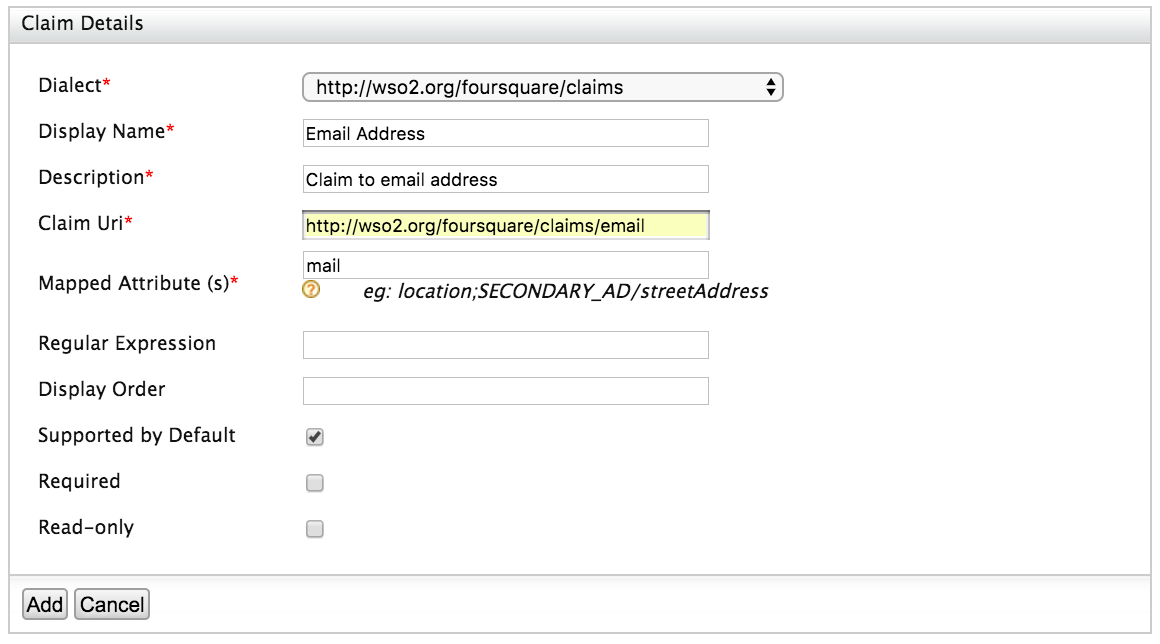 Claim Details
Dialect* http://wso2.org/foursquare/claims
Display Name* Email Address
Description* Claim to email address
Claim Uri* http://wso2.org/foursquare/claims/email
Mapped Attribute (s)* mail
? eg: location;SECONDARY_AD/streetAddress
Regular Expression
Display Order
Supported by Default
Required
Read-only
Add Cancel